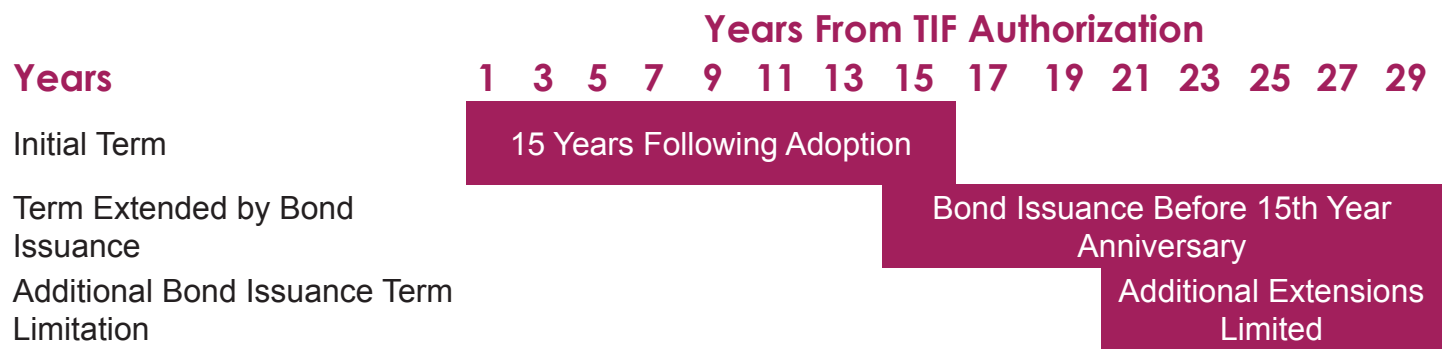 Years From TIF Authorization
Years 1 3 5 7 9 11 13 15 17 19 21 23 25 27 29
Initial Term 15 Years Following Adoption
Term Extended by Bond
Issuance
Bond Issuance Before 15th Year
Anniversary
Additional Bond Issuance Term
Limitation
Additional Extensions
Limited